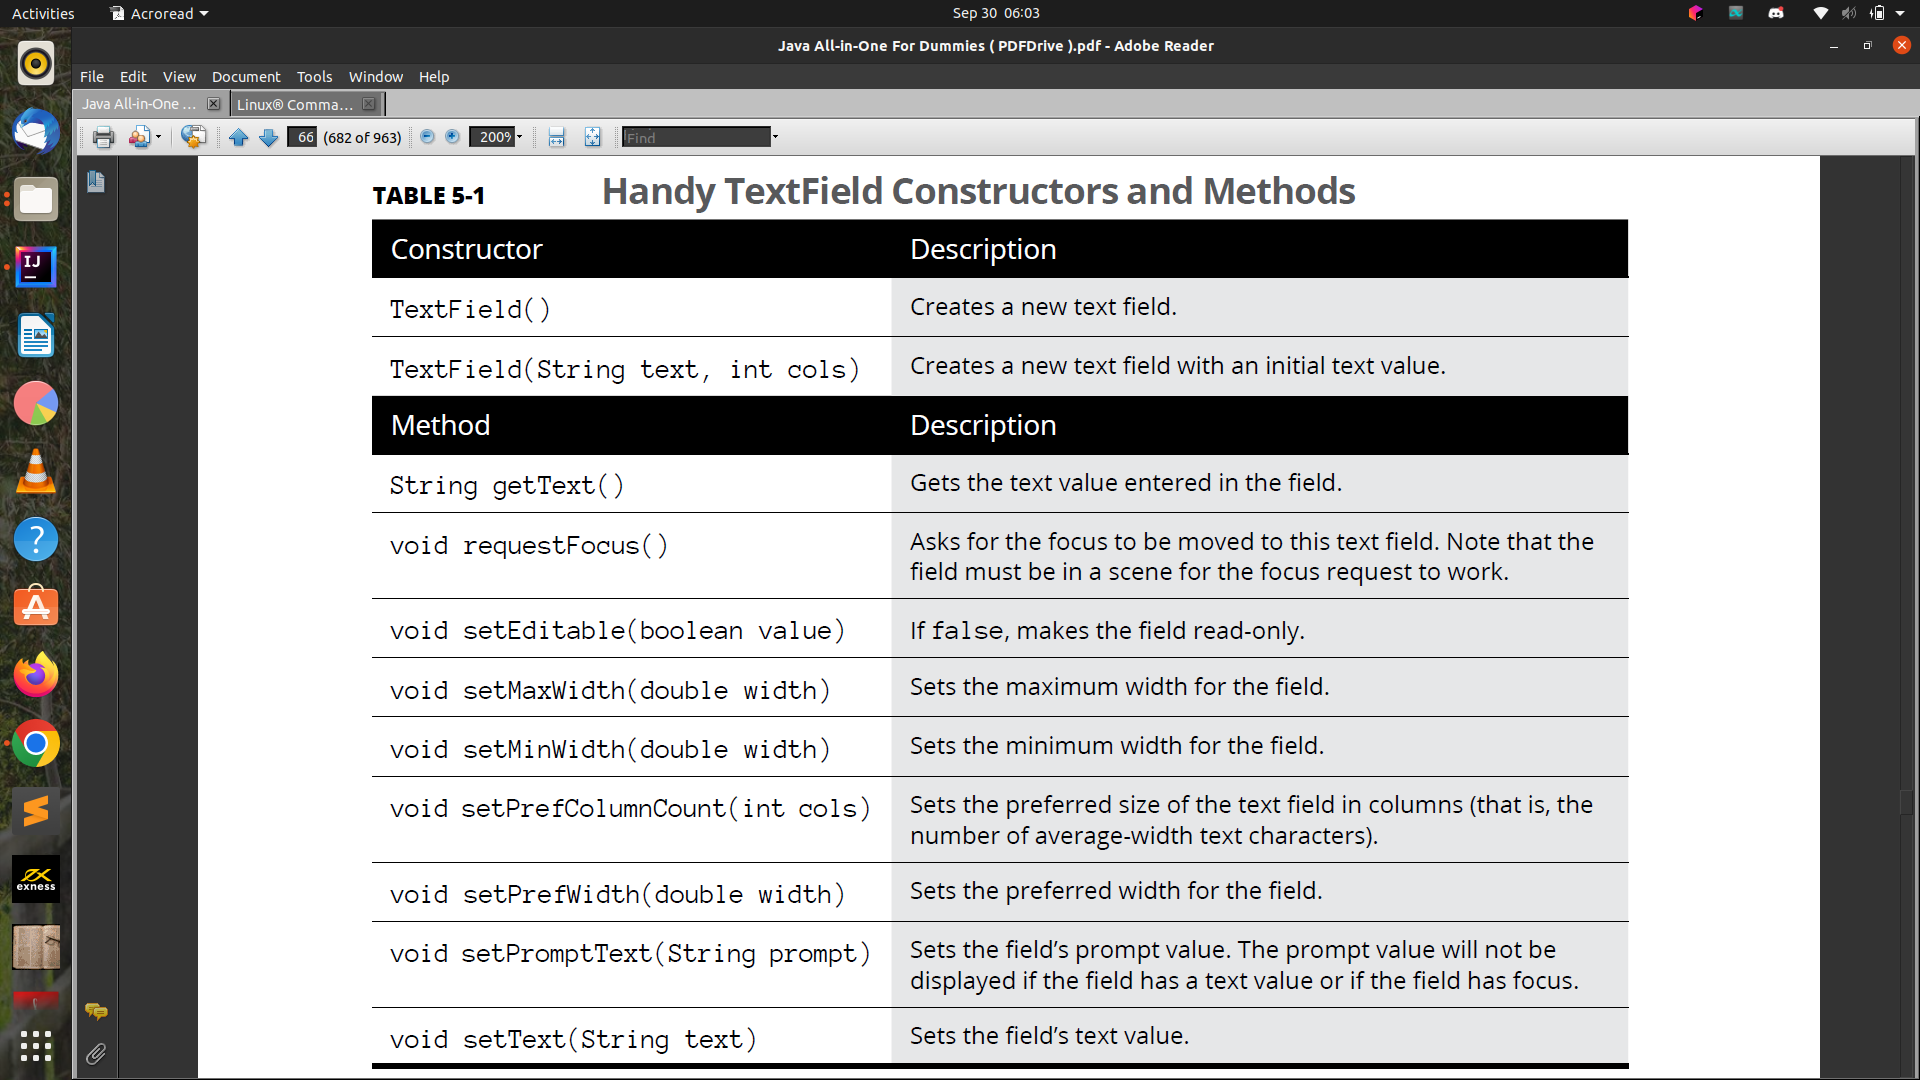 Activities
Acroread
Sep 30 06:03
Java All-in-One For Dummies ( PDFDrive ).pdf - Adobe Reader
File Edit View Document Tools Window Help
Java All-in-One ...
Linux® Comma...
66 (682 of 963) 200% Find
TABLE 5-1 Handy TextField Constructors and Methods
Constructor Description
TextField() Creates a new text field.
TextField(String text, int cols) Creates a new text field with an initial text value.
Method Description
String getText() Gets the text value entered in the field.
void requestFocus() Asks for the focus to be moved to this text field. Note that the
field must be in a scene for the focus request to work.
void setEditable(boolean value) If false, makes the field read-only.
void setMaxWidth(double width) Sets the maximum width for the field.
void setMinWidth(double width) Sets the minimum width for the field.
void setPrefColumnCount(int cols) Sets the preferred size of the text field in columns (that is, the
number of average-width text characters).
void setPrefWidth(double width) Sets the preferred width for the field.
void setPromptText(String prompt) Sets the field's prompt value. The prompt value will not be
displayed if the field has a text value or if the field has focus.
void setText(String text) Sets the field's text value.
IJ
exness